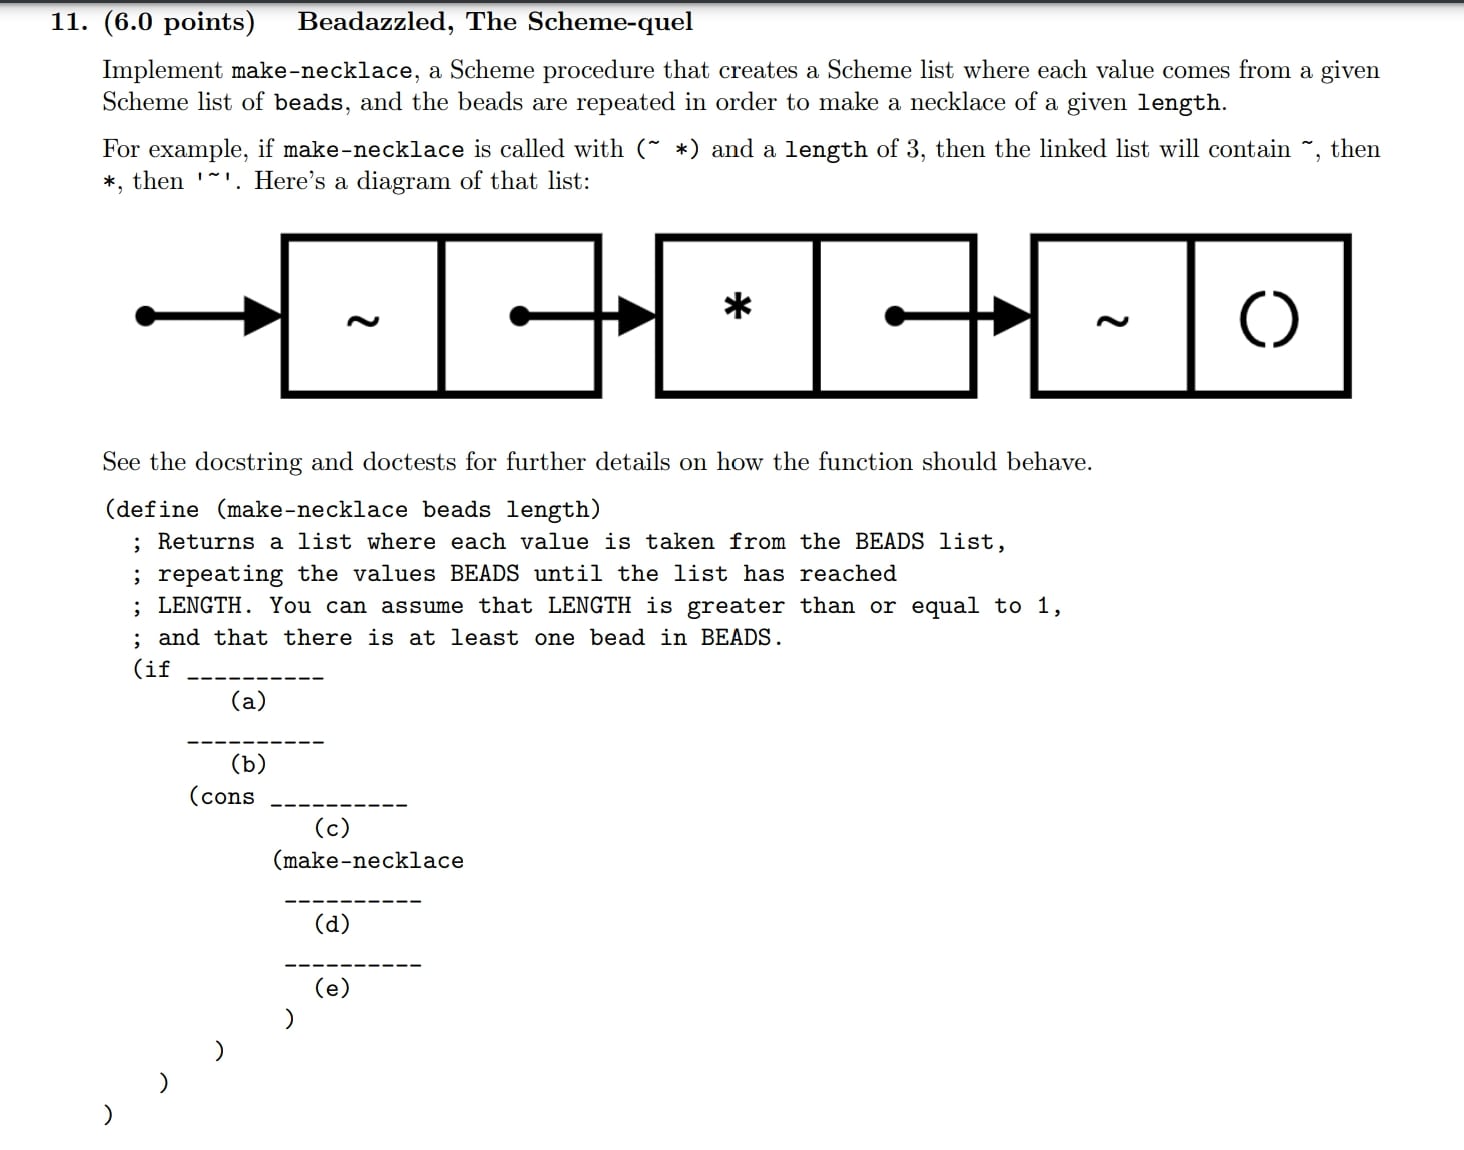 11. (6.0 points) Beadazzled, The Scheme-quel
Implement make-necklace, a Scheme procedure that creates a Scheme list where each value comes from a given
Scheme list of beads, and the beads are repeated in order to make a necklace of a given length.
For example, if make-necklace is called with (~ *) and a length of 3, then the linked list will contain ~, then
*, then '~'. Here's a diagram of that list:
~ * ~ ()
See the docstring and doctests for further details on how the function should behave.
(define (make-necklace beads length)
; Returns a list where each value is taken from the BEADS list,
; repeating the values BEADS until the list has reached
; LENGTH. You can assume that LENGTH is greater than or equal to 1,
; and that there is at least one bead in BEADS.
(if __________
(a)
__________
(b)
(cons __________
(c)
(make-necklace
__________
(d)
__________
(e)
)
)
)
)